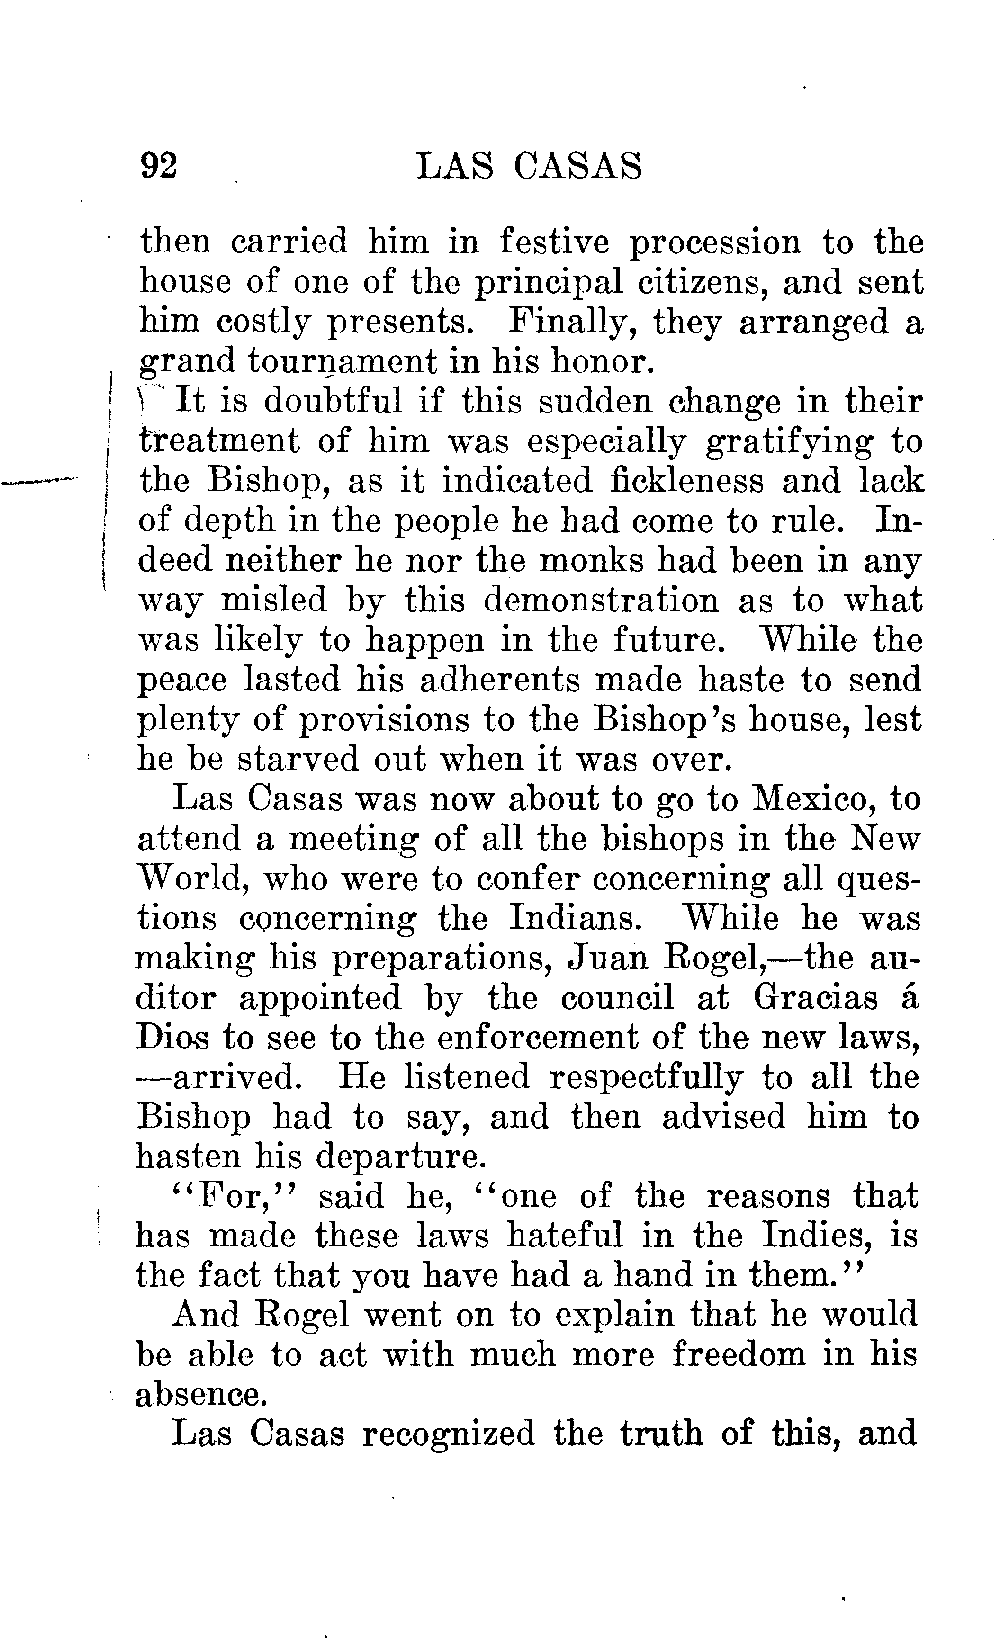 92 LAS CASAS
then carried him in festive procession to the
house of one of the principal citizens, and sent
him costly presents. Finally, they arranged a
grand tournament in his honor.
It is doubtful if this sudden change in their
treatment of him was especially gratifying to
the Bishop, as it indicated fickleness and lack
of depth in the people he had come to rule. In-
deed neither he nor the monks had been in any
way misled by this demonstration as to what
was likely to happen in the future. While the
peace lasted his adherents made haste to send
plenty of provisions to the Bishop's house, lest
he be starved out when it was over.
Las Casas was now about to go to Mexico, to
attend a meeting of all the bishops in the New
World, who were to confer concerning all ques-
tions concerning the Indians. While he was
making his preparations, Juan Rogel,—the au-
ditor appointed by the council at Gracias á
Dios to see to the enforcement of the new laws,
—arrived. He listened respectfully to all the
Bishop had to say, and then advised him to
hasten his departure.
"For," said he, "one of the reasons that
has made these laws hateful in the Indies, is
the fact that you have had a hand in them."
And Rogel went on to explain that he would
be able to act with much more freedom in his
absence.
Las Casas recognized the truth of this, and